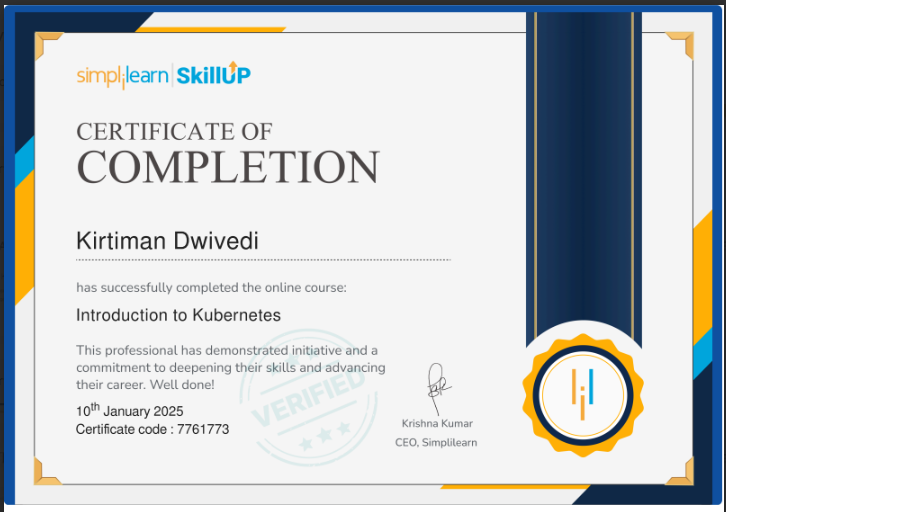 simplilearn | SkillUP
CERTIFICATE OF
COMPLETION
Kirtiman Dwivedi
has successfully completed the online course:
Introduction to Kubernetes
This professional has demonstrated initiative and a
commitment to deepening their skills and advancing
their career. Well done!
10th January 2025
Certificate code : 7761773
VERIFIED
Krishna Kumar
CEO, Simplilearn